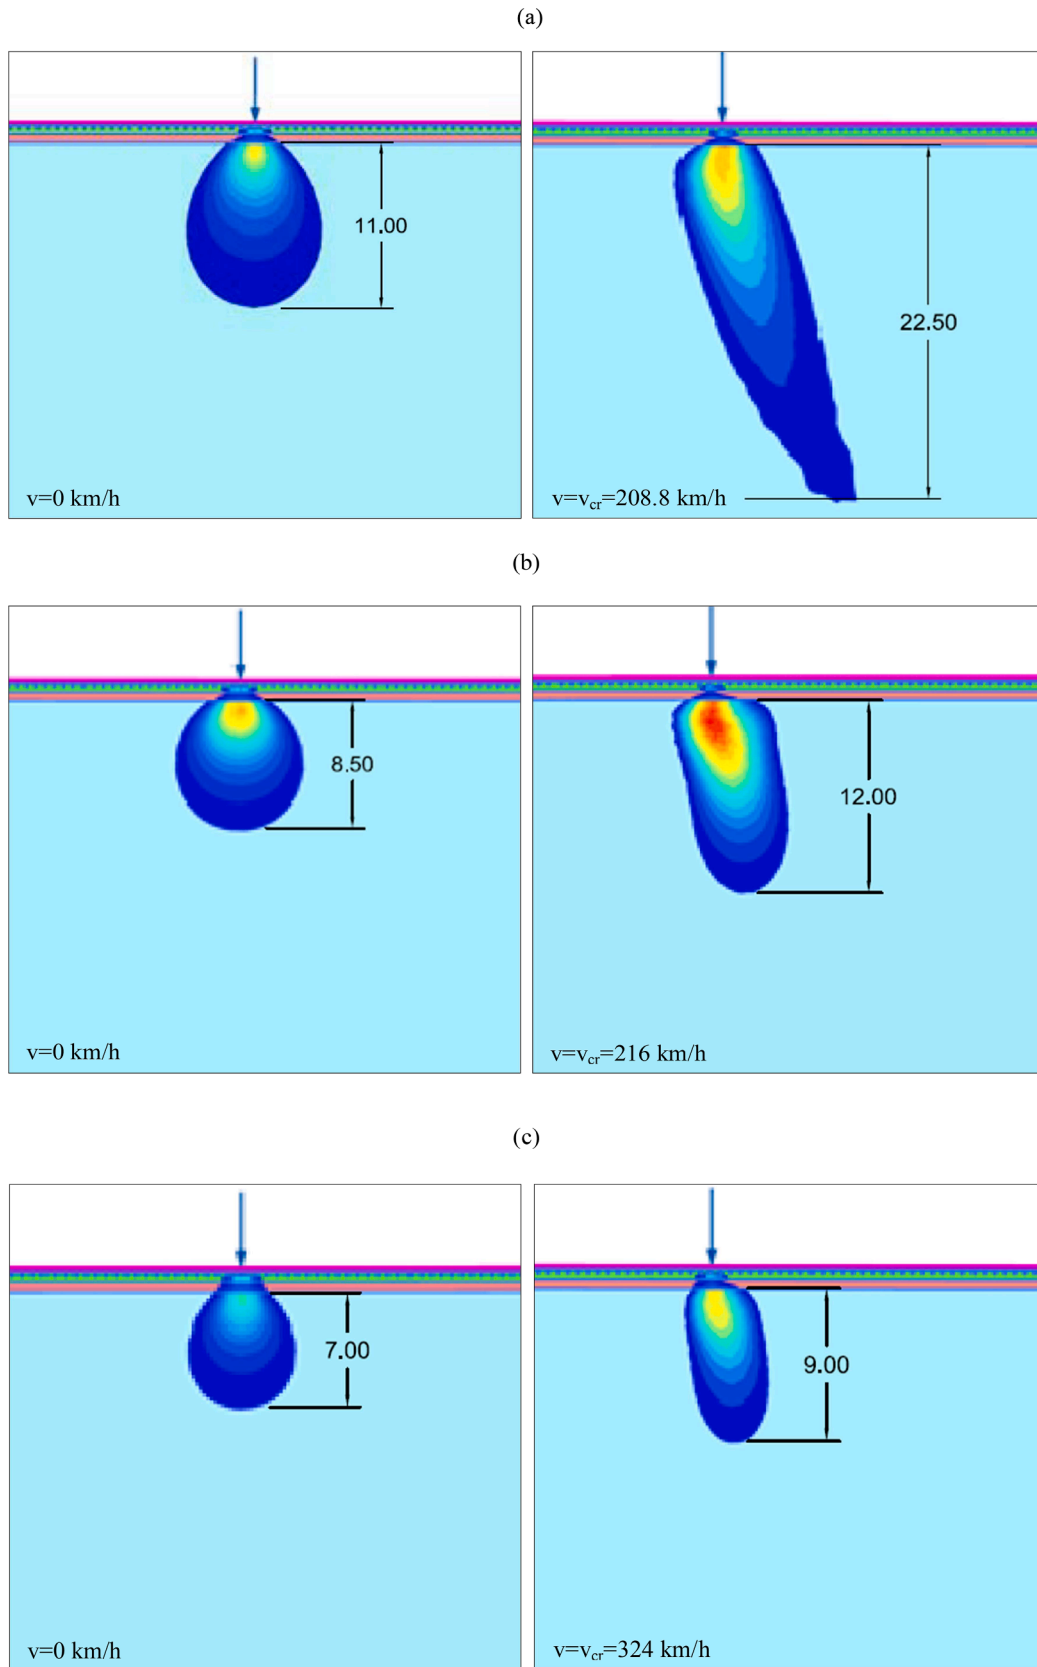 (a)
11.00
22.50
v=0 km/h
v=v_cr=208.8 km/h
(b)
8.50
12.00
v=0 km/h
v=v_cr=216 km/h
(c)
7.00
9.00
v=0 km/h
v=v_cr=324 km/h